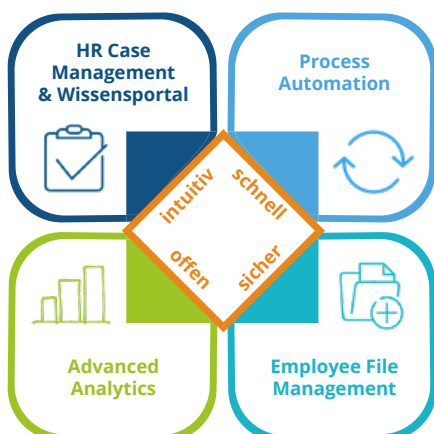 HR Case
Management
& Wissensportal
Process
Automation
intuitiv
schnell
offen
sicher
Advanced
Analytics
Employee File
Management